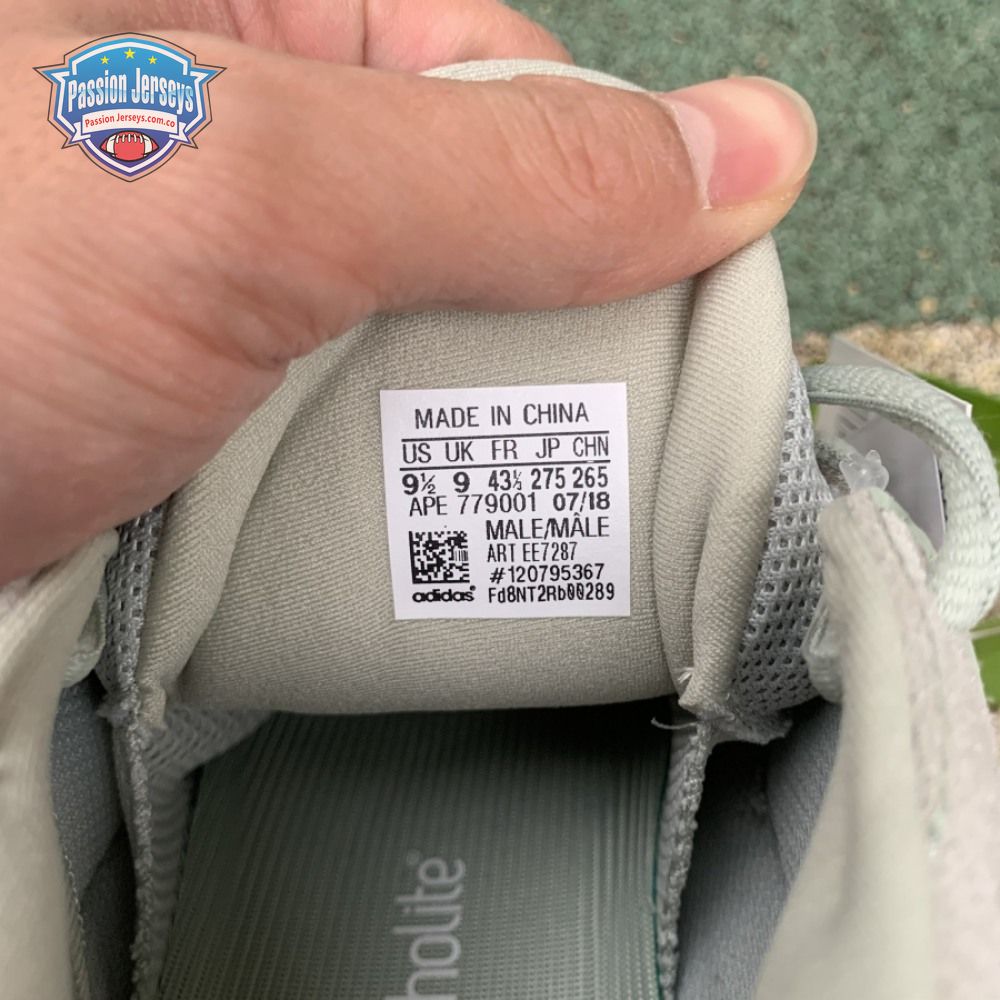 Passion Jerseys
Passion Jerseys.com.co
MADE IN CHINA
US UK FR JP CHN
9½ 9 43⅓ 275 265
APE 779001 07/18
MALE/MÂLE
ART EE7287
#120795367
Fd8NT2Rb00289
adidas®
holite®